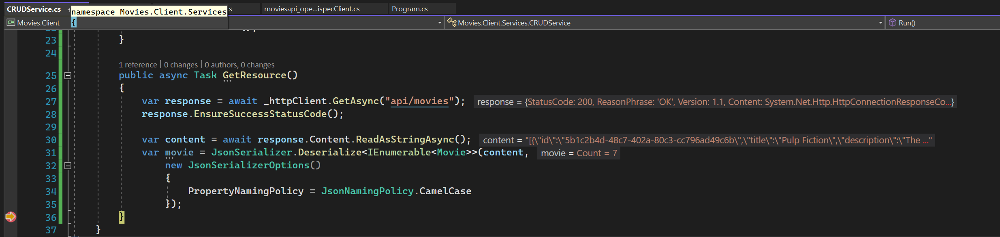 CRUDService.cs
namespace Movies.Client.Services
cs
moviesapi_ope...ispecClient.cs
Program.cs
C# Movies.Client
{
Movies.Client.Services.CRUDService
Run()
23 }
24
1 reference | 0 changes | 0 authors, 0 changes
25 public async Task GetResource()
26 {
27 var response = await _httpClient.GetAsync("api/movies"); response = {StatusCode: 200, ReasonPhrase: 'OK', Version: 1.1, Content: System.Net.Http.HttpConnectionResponseCo...}
28 response.EnsureSuccessStatusCode();
29
30 var content = await response.Content.ReadAsStringAsync(); content = "[{\"id\":\"5b1c2b4d-48c7-402a-80c3-cc796ad49c6b\",\"title\":\"Pulp Fiction\",\"description\":\"The ..."
31 var movie = JsonSerializer.Deserialize<IEnumerable<Movie>>(content, movie = Count = 7
32 new JsonSerializerOptions()
33 {
34 PropertyNamingPolicy = JsonNamingPolicy.CamelCase
35 });
36 }
37 }